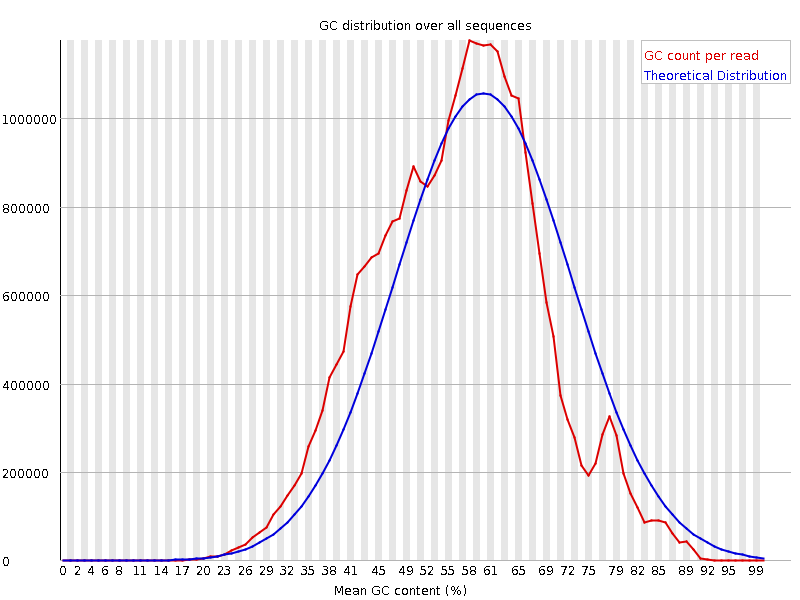 GC distribution over all sequences
GC count per read
Theoretical Distribution
1000000
800000
600000
400000
200000
0
0 2 4 6 8 11 14 17 20 23 26 29 32 35 38 41 45 49 52 55 58 61 65 69 72 75 79 82 85 89 92 95 99
Mean GC content (%)